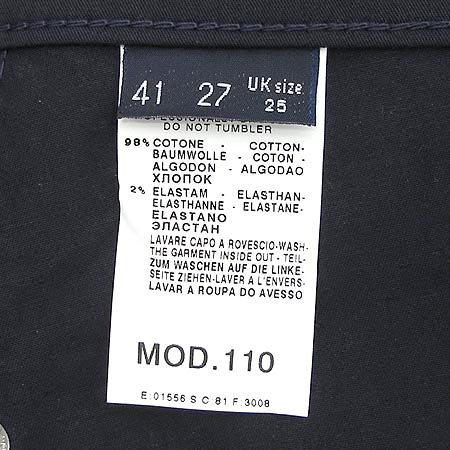 41 27 UK size
25
DO NOT TUMBLER
98% COTONE - COTTON-
BAUMWOLLE - COTON -
ALGODON - ALGODAO
ХЛОПОК
2% ELASTAM - ELASTHAN-
ELASTHANNE - ELASTANE-
ELASTANO
ЭЛАСТАН
LAVARE CAPO A ROVESCIO-WASH-
THE GARMENT INSIDE OUT - TEIL-
ZUM WASCHEN AUF DIE LINKE-
SEITE ZIEHEN-LAVER A L'ENVERS-
LAVAR A ROUPA DO AVESSO
MOD.110
E:01556 S C:81 F:3008